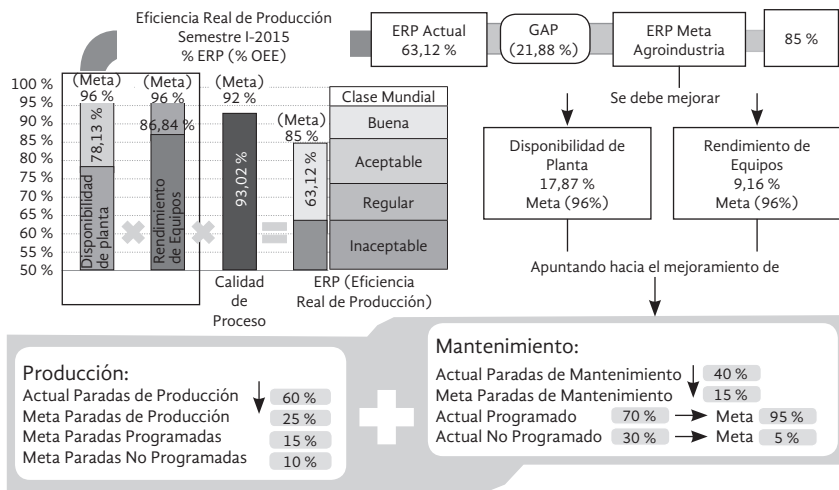 Eficiencia Real de Producción
Semestre I-2015
% ERP (% OEE)
ERP Actual
63,12 %
GAP
(21,88 %)
ERP Meta
Agroindustria
85 %
100 %
95 %
90 %
85 %
80 %
75 %
70 %
65 %
60 %
55 %
50 %
(Meta)
96 %
78,13 %
Disponibilidad
de planta
(Meta)
96 %
86,84 %
Rendimiento
de Equipos
(Meta)
92 %
93,02 %
Calidad
de
Proceso
(Meta)
85 %
63,12 %
ERP (Eficiencia
Real de Producción)
Clase Mundial
Buena
Aceptable
Regular
Inaceptable
Se debe mejorar
Disponibilidad de
Planta
17,87 %
Meta (96%)
Rendimiento de
Equipos
9,16 %
Meta (96%)
Apuntando hacia el mejoramiento de
Producción:
Actual Paradas de Producción 60 %
Meta Paradas de Producción 25 %
Meta Paradas Programadas 15 %
Meta Paradas No Programadas 10 %
Mantenimiento:
Actual Paradas de Mantenimiento 40 %
Meta Paradas de Mantenimiento 15 %
Actual Programado 70 % Meta 95 %
Actual No Programado 30 % Meta 5 %